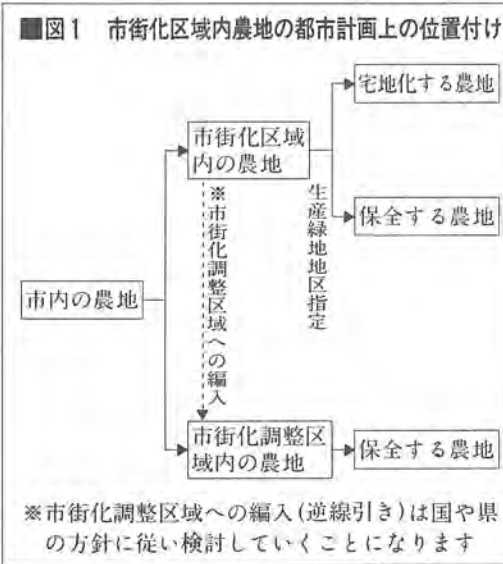 ■図1 市街化区域内農地の都市計画上の位置付け
宅地化する農地
市街化区域
内の農地
生産緑地地区指定
保全する農地
※市街化調整区域への編入
市内の農地
市街化調整区
域内の農地
保全する農地
※市街化調整区域への編入(逆線引き)は国や県
の方針に従い検討していくことになります